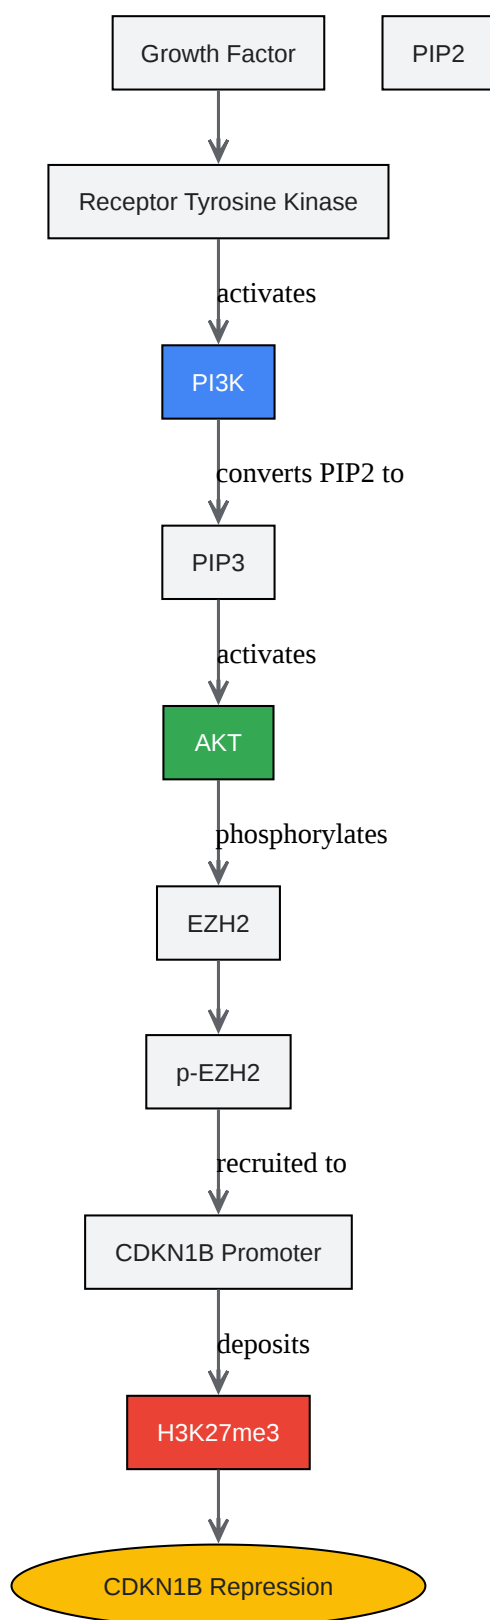 Growth Factor
PIP2
Receptor Tyrosine Kinase
activates
PI3K
converts PIP2 to
PIP3
activates
AKT
phosphorylates
EZH2
p-EZH2
recruited to
CDKN1B Promoter
deposits
H3K27me3
CDKN1B Repression